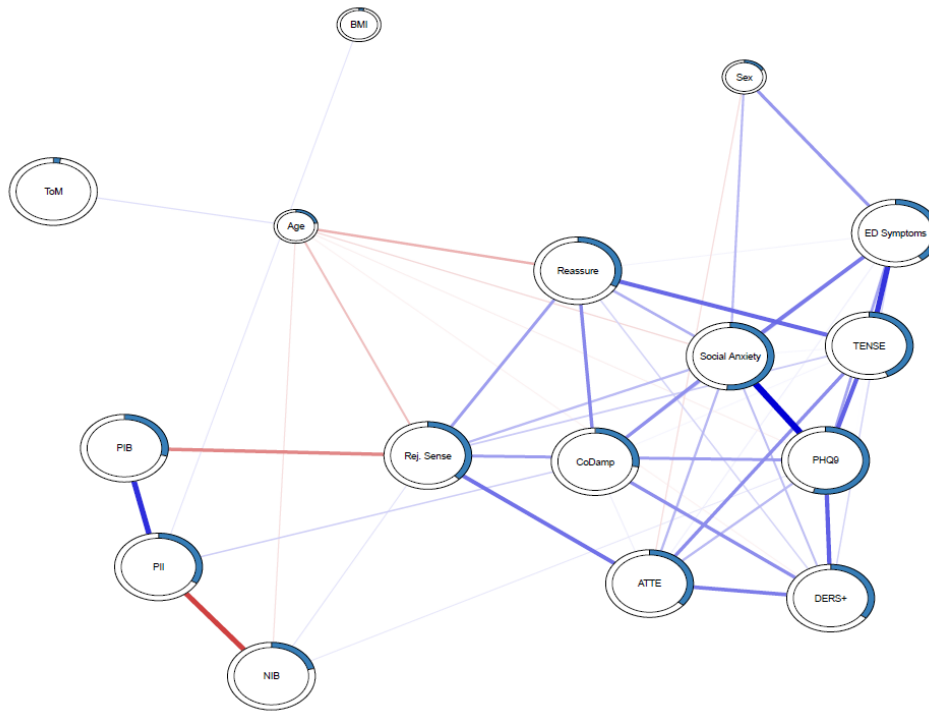 BMI
Sex
ToM
Age
ED Symptoms
Reassure
TENSE
Social Anxiety
PIB
Rej. Sense
CoDamp
PHQ9
PII
ATTE
DERS+
NIB